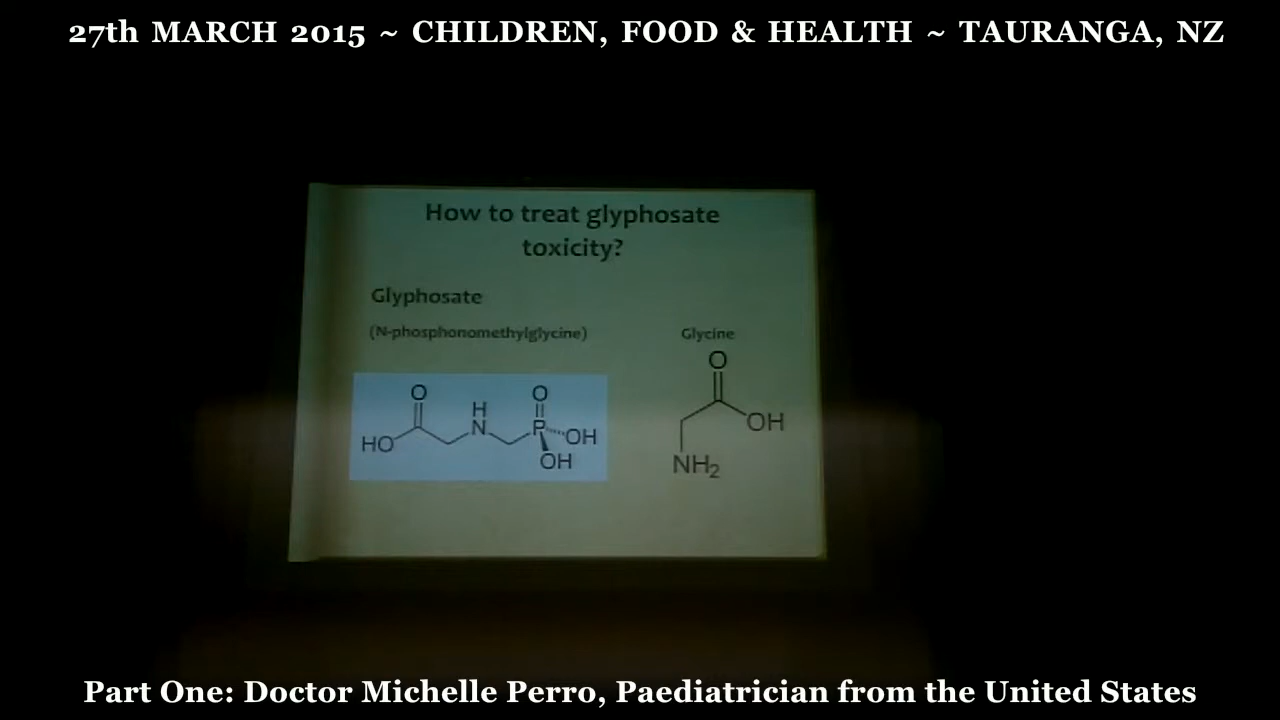 27th MARCH 2015 ~ CHILDREN, FOOD & HEALTH ~ TAURANGA, NZ
How to treat glyphosate
toxicity?
Glyphosate
(N-phosphonomethylglycine)
Glycine
O
HO
H
N
O
P
OH
OH
O
OH
NH₂
Part One: Doctor Michelle Perro, Paediatrician from the United States